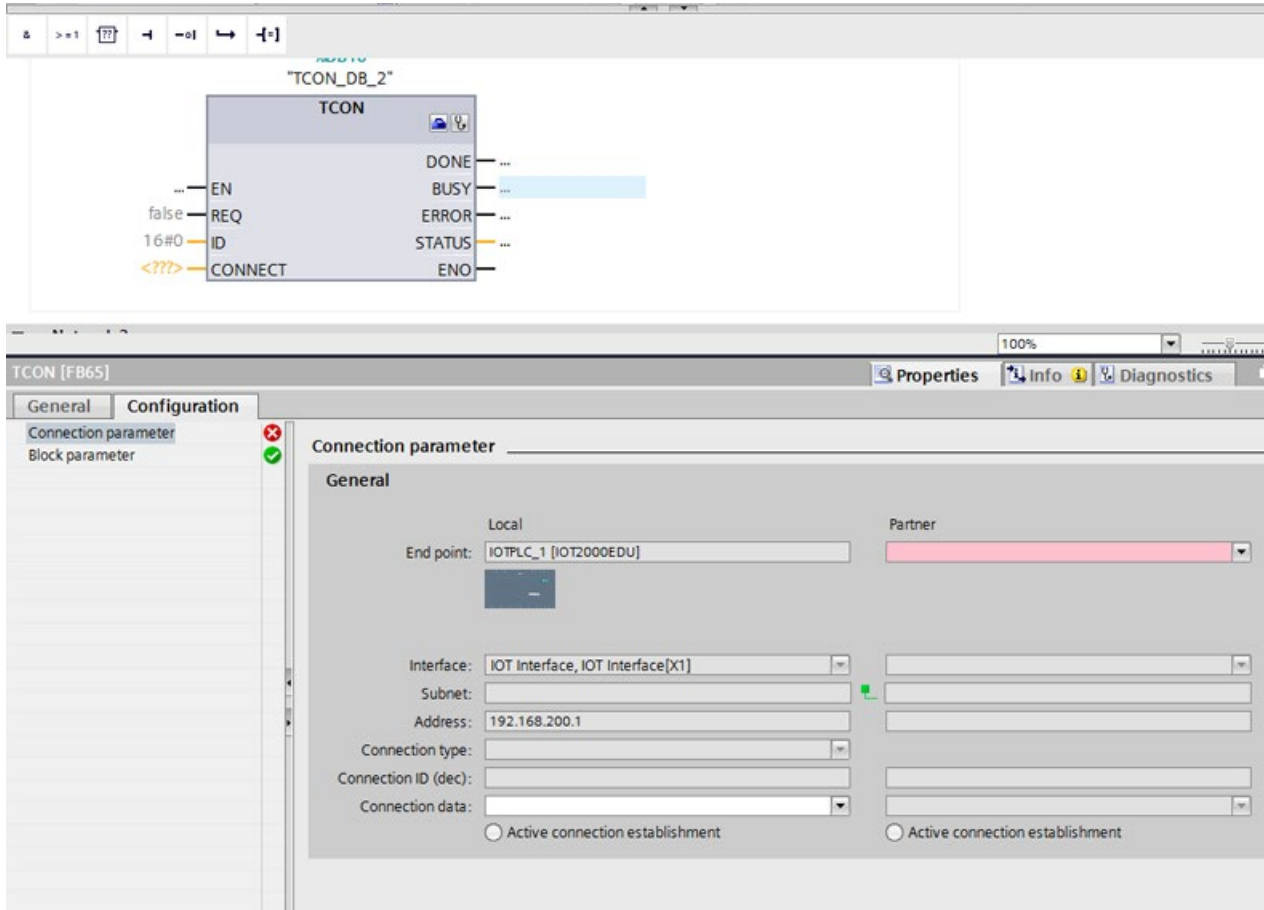 & >=1 ??
"TCON_DB_2"
TCON
DONE ...
... EN BUSY ...
false REQ ERROR ...
16#0 ID STATUS ...
<???> CONNECT ENO
100%
TCON [FB65] Properties Info Diagnostics
General Configuration
Connection parameter
Block parameter
Connection parameter
General
Local Partner
End point: IOTPLC_1 [IOT2000EDU]
Interface: IOT Interface, IOT Interface[X1]
Subnet:
Address: 192.168.200.1
Connection type:
Connection ID (dec):
Connection data:
Active connection establishment Active connection establishment